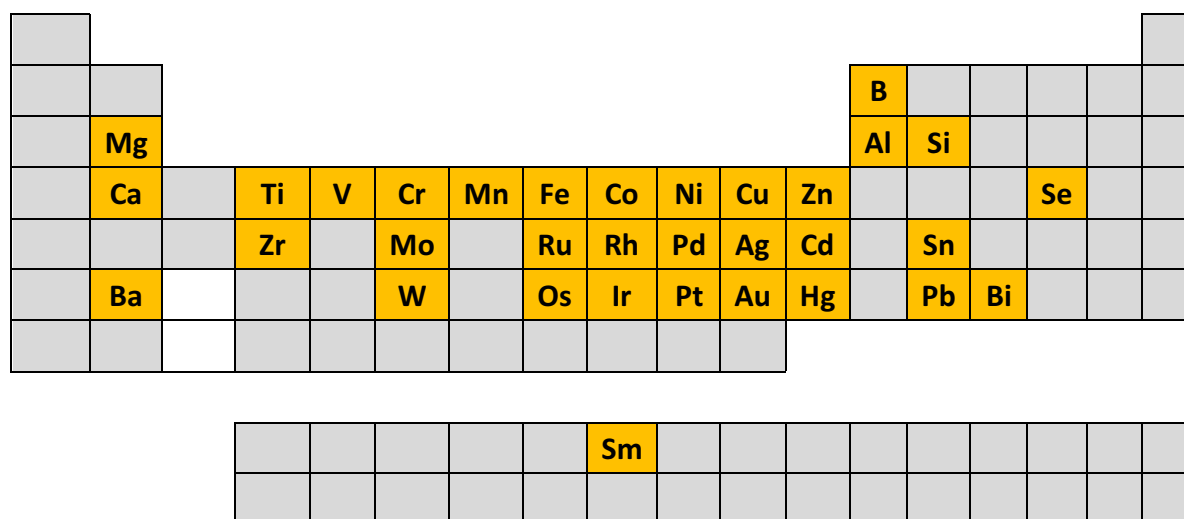 B
Mg Al Si
Ca Ti V Cr Mn Fe Co Ni Cu Zn Se
Zr Mo Ru Rh Pd Ag Cd Sn
Ba W Os Ir Pt Au Hg Pb Bi
Sm